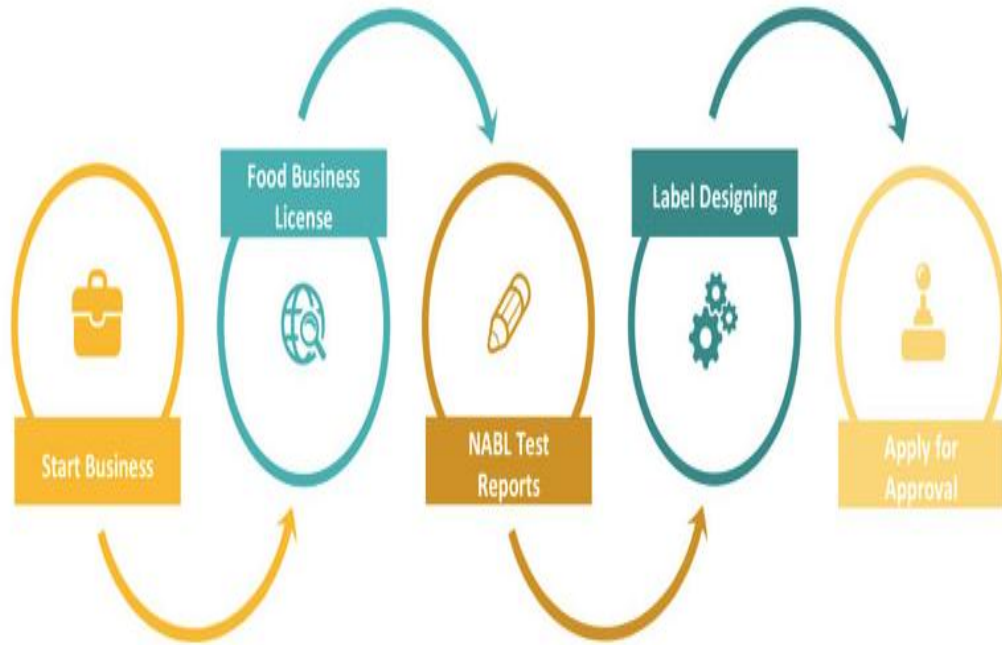 Start Business
Food Business
License
NABL Test
Reports
Label Designing
Apply for
Approval